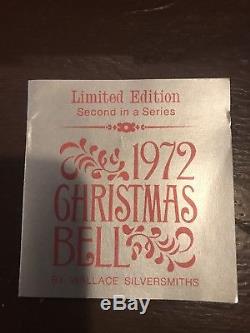 Limited Edition
Second in a Series
1972
CHRISTMAS
BELL
BY WALLACE SILVERSMITHS